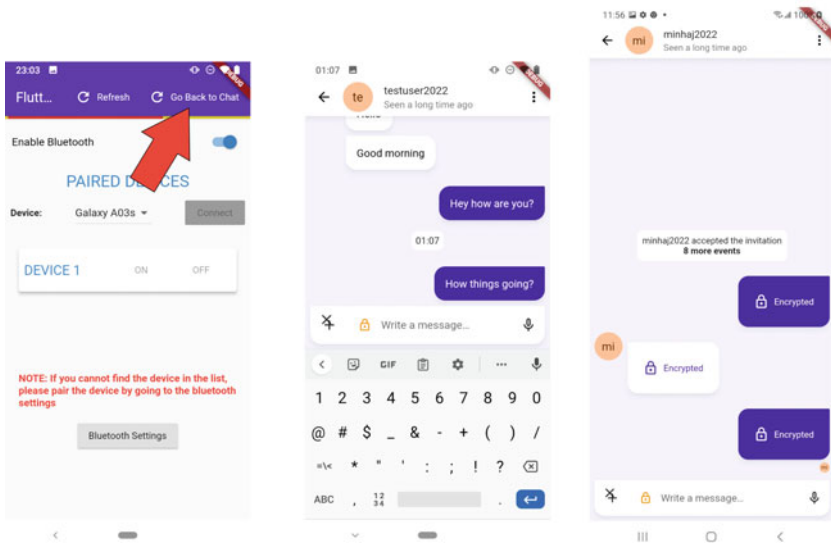 23:03
DEBUG
Flutt...
Refresh
Go Back to Chat
Enable Bluetooth
PAIRED DEVICES
Device:
Galaxy A03s
Connect
DEVICE 1
ON
OFF
NOTE: If you cannot find the device in the list,
please pair the device by going to the bluetooth
settings
Bluetooth Settings
01:07
DEBUG
te
testuser2022
Seen a long time ago
Hello
Good morning
Hey how are you?
01:07
How things going?
Write a message...
GIF
1 2 3 4 5 6 7 8 9 0
@ # $ _ & - + ( ) /
=\< * " ' : ; ! ?
ABC , 12 34 .
11:56
mi
minhaj2022
Seen a long time ago
minhaj2022 accepted the invitation
8 more events
Encrypted
mi
Encrypted
Encrypted
Write a message...